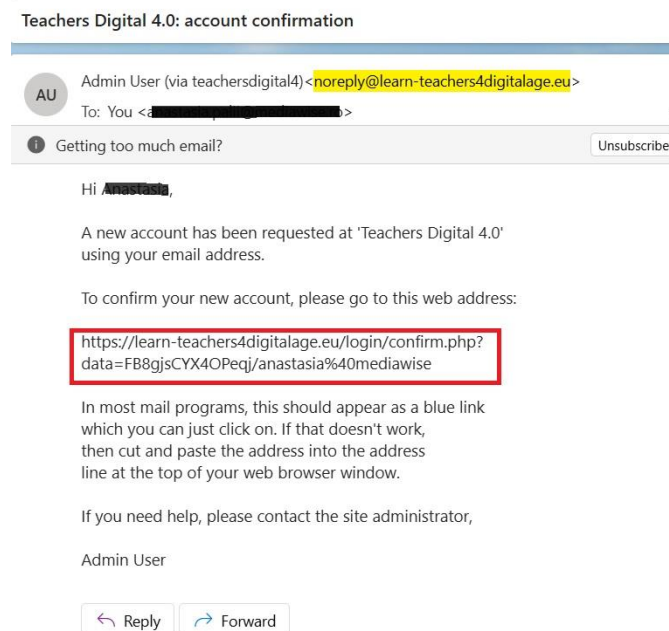 Teachers Digital 4.0: account confirmation
AU
Admin User (via teachersdigital4)<noreply@learn-teachers4digitalage.eu>
To: You <a>
Getting too much email?
Unsubscribe
Hi Anastasia,
A new account has been requested at 'Teachers Digital 4.0'
using your email address.
To confirm your new account, please go to this web address:
https://learn-teachers4digitalage.eu/login/confirm.php?
data=FB8gjsCYX4OPeqj/anastasia%40mediawise
In most mail programs, this should appear as a blue link
which you can just click on. If that doesn't work,
then cut and paste the address into the address
line at the top of your web browser window.
If you need help, please contact the site administrator,
Admin User
Reply
Forward